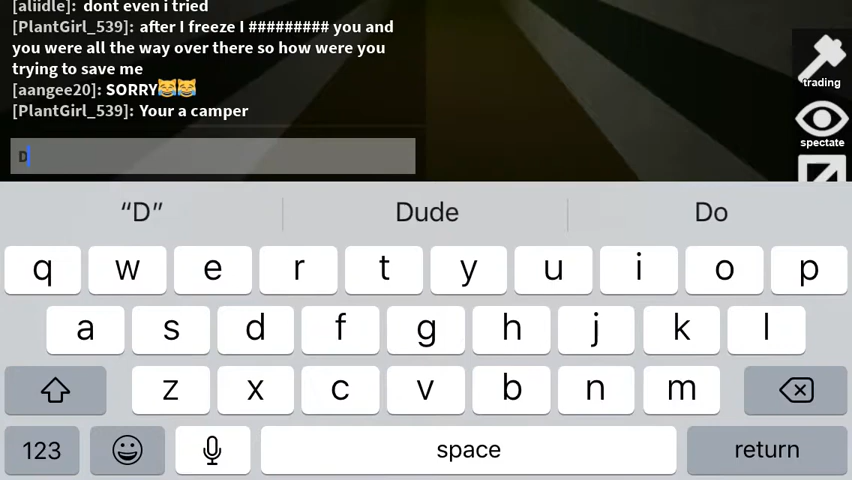 [aliidle]: dont even i tried
[PlantGirl_539]: after I freeze I ######### you and
you were all the way over there so how were you
trying to save me
[aangee20]: SORRY😹😹
[PlantGirl_539]: Your a camper
trading
D
spectate
“D” Dude Do
q w e r t y u i o p
a s d f g h j k l
z x c v b n m
123 space return